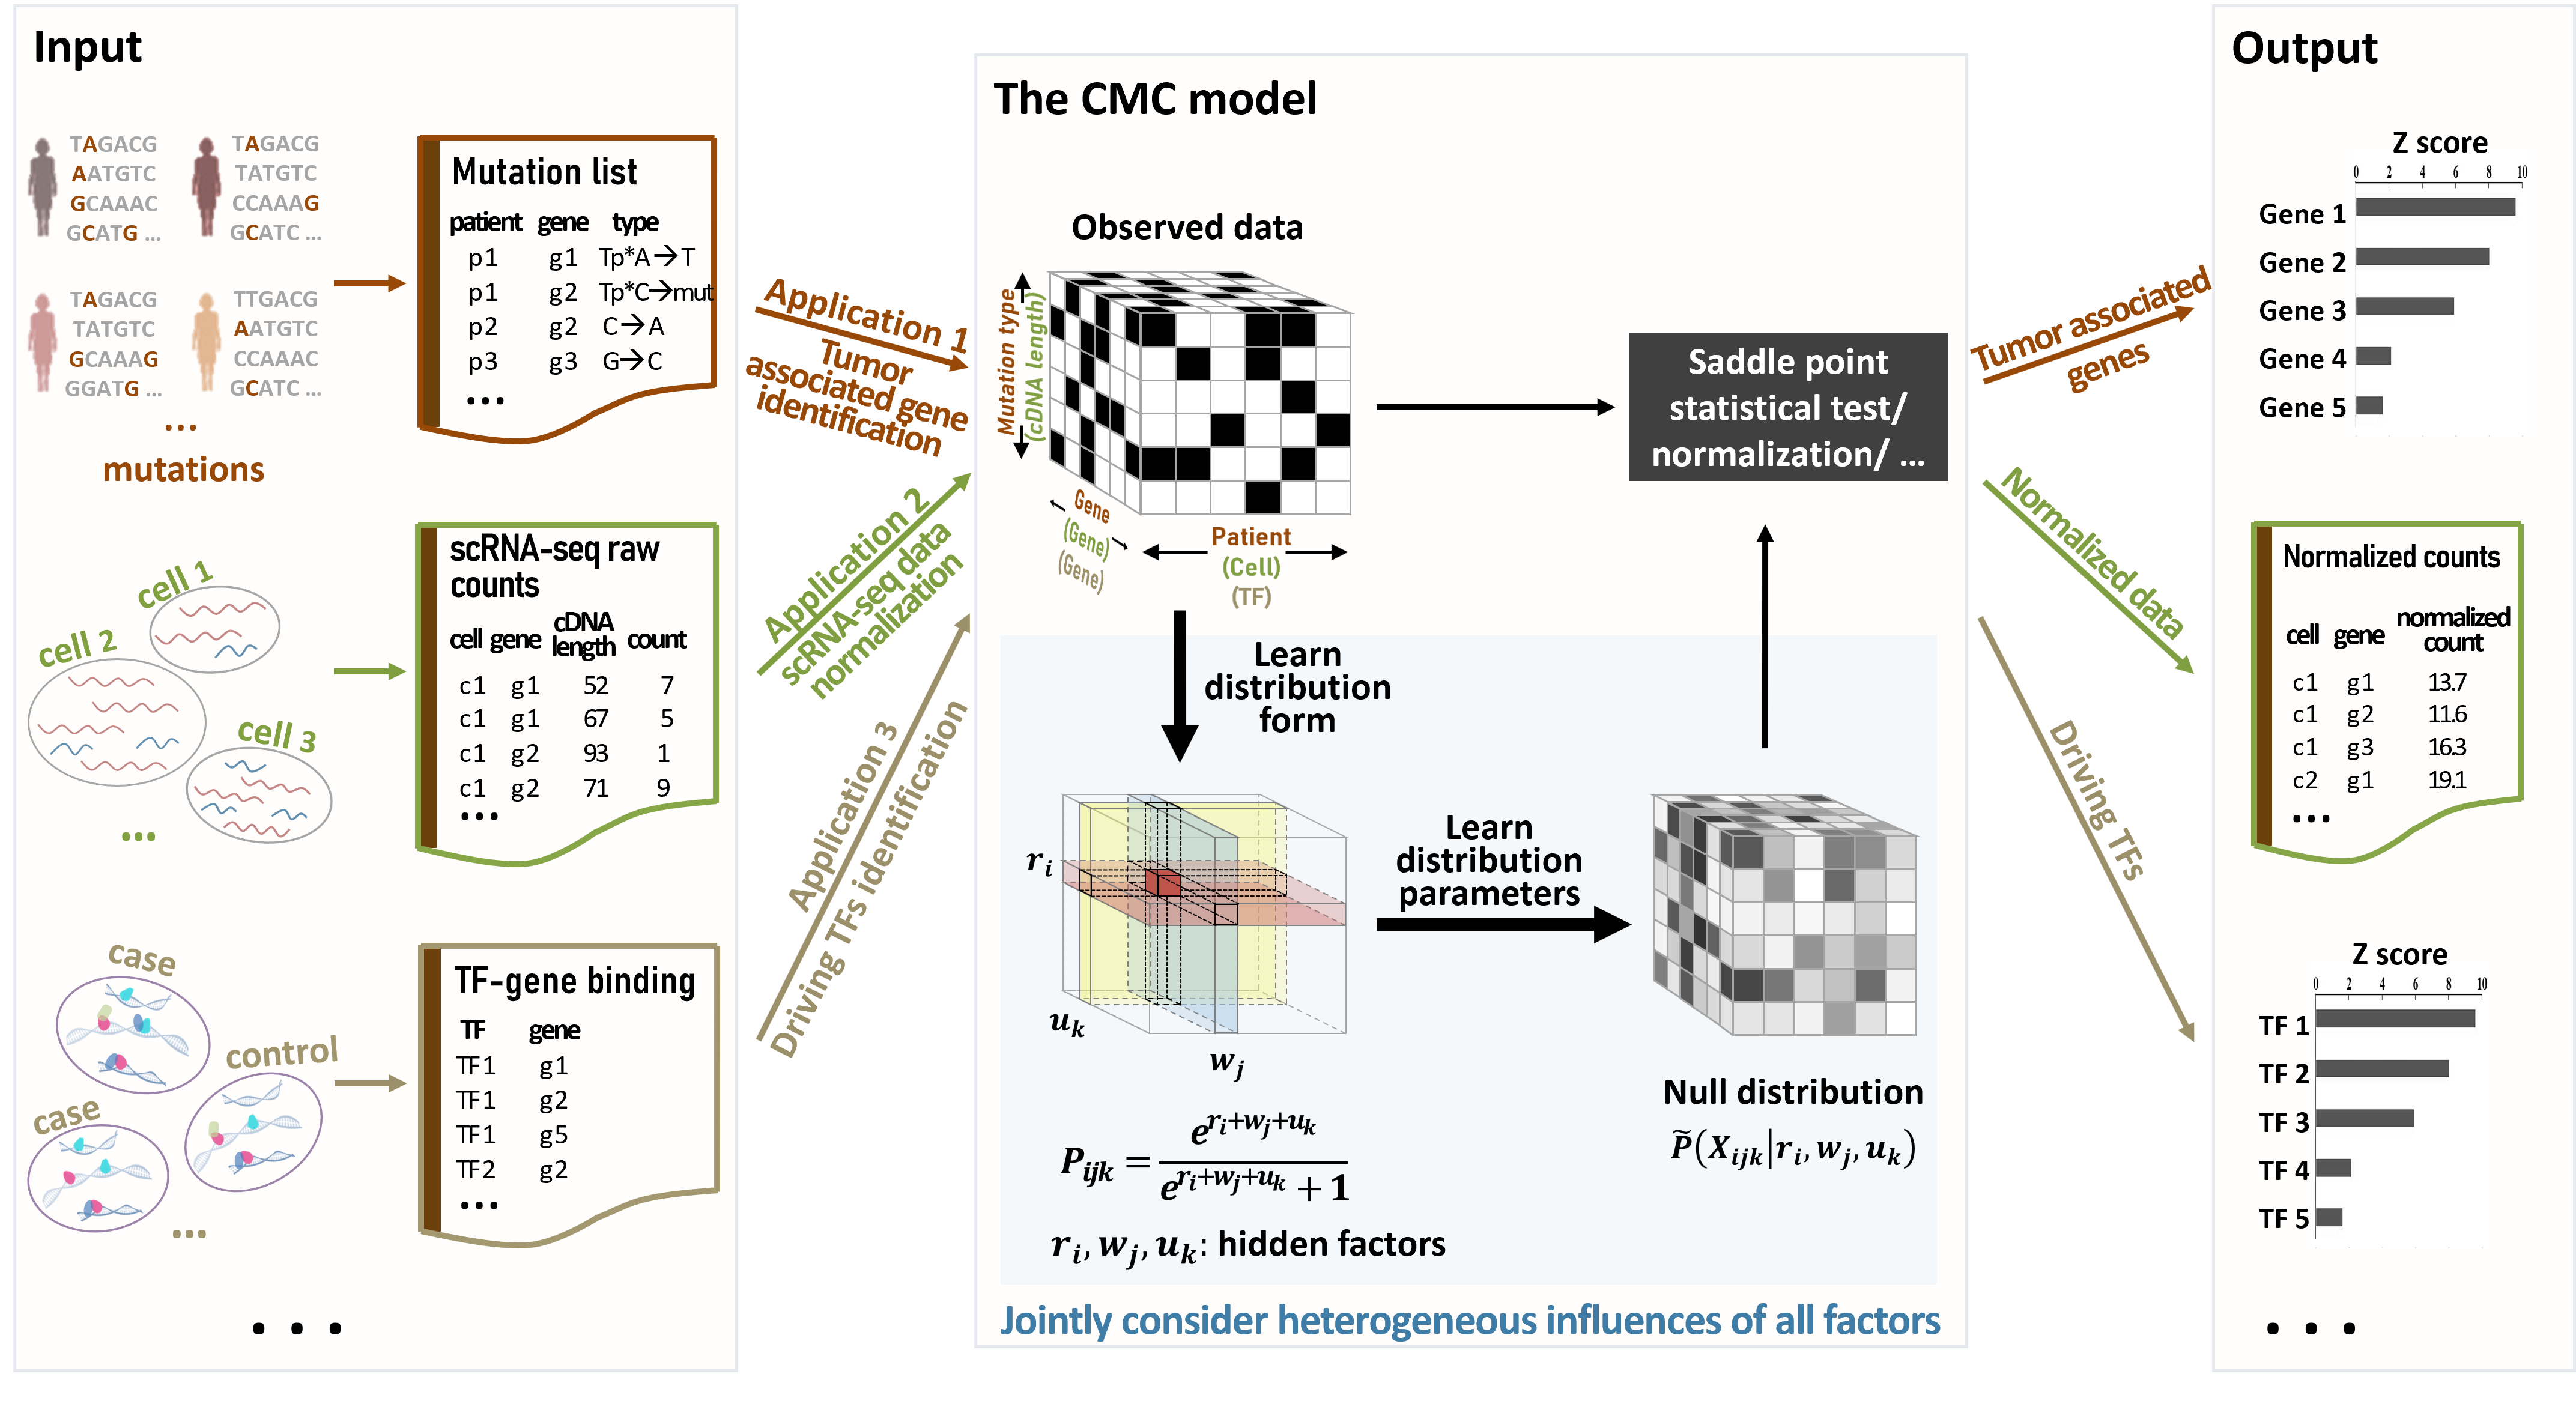 Input
TAGACG
AATGTC
GCAAAC
GCATG ...
TAGACG
TATGTC
CCAAAG
GCATC ...
TAGACG
TATGTC
GCAAAG
GGATG ...
TTGACG
AATGTC
CCAAAC
GCATC ...
...
mutations
Mutation list
patient gene type
p1 g1 Tp*A→T
p1 g2 Tp*C→mut
p2 g2 C→A
p3 g3 G→C
...
cell 1
cell 2
cell 3
...
scRNA-seq raw
counts
cell gene cDNA length count
c1 g1 52 7
c1 g1 67 5
c1 g2 93 1
c1 g2 71 9
...
case
control
case
...
TF-gene binding
TF gene
TF1 g1
TF1 g2
TF1 g5
TF2 g2
...
. . .
Application 1
Tumor
associated gene
identification
Application 2
scRNA-seq data
normalization
Application 3
Driving TFs identification
The CMC model
Observed data
Mutation type
(cDNA length)
Gene
(Gene)
(Gene)
Patient
(Cell)
(TF)
Saddle point
statistical test/
normalization/ ...
Learn
distribution
form
r_i
u_k
w_j
Learn
distribution
parameters
P_ijk = e^(r_i+w_j+u_k) / (e^(r_i+w_j+u_k) + 1)
r_i, w_j, u_k: hidden factors
Null distribution
P̃(X_ijk|r_i, w_j, u_k)
Jointly consider heterogeneous influences of all factors
Tumor associated
genes
Normalized data
Driving TFs
Output
Z score
0 2 4 6 8 10
Gene 1
Gene 2
Gene 3
Gene 4
Gene 5
Normalized counts
cell gene normalized count
c1 g1 13.7
c1 g2 11.6
c1 g3 16.3
c2 g1 19.1
...
Z score
0 2 4 6 8 10
TF 1
TF 2
TF 3
TF 4
TF 5
. . .